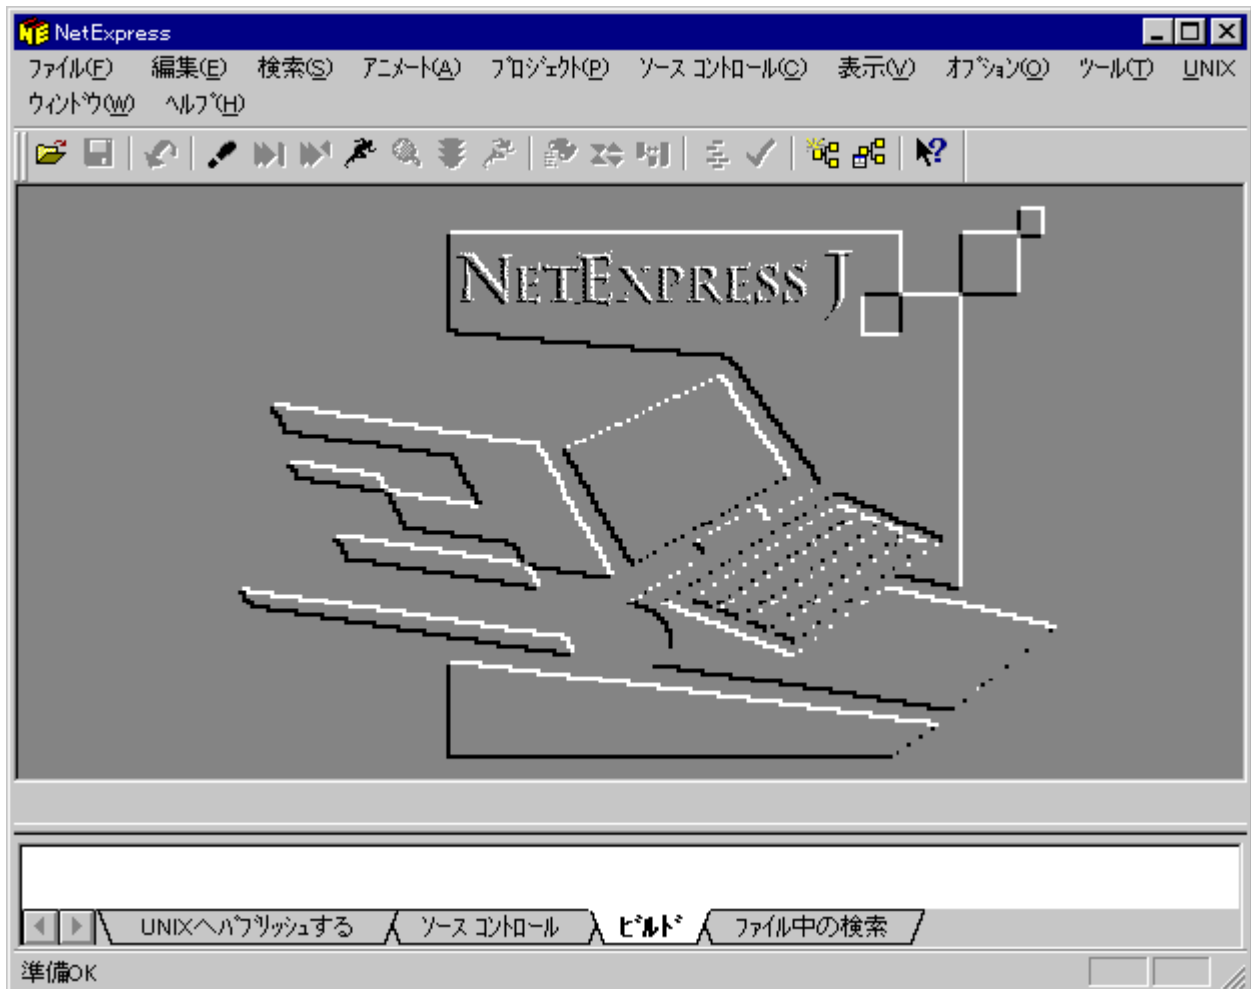 NetExpress
ﾌｧｲﾙ(F) 編集(E) 検索(S) ｱﾆﾒｰﾄ(A) ﾌﾟﾛｼﾞｪｸﾄ(P) ｿｰｽ ｺﾝﾄﾛｰﾙ(C) 表示(V) ｵﾌﾟｼｮﾝ(O) ﾂｰﾙ(T) UNIX
ｳｨﾝﾄﾞｳ(W) ﾍﾙﾌﾟ(H)
NETEXPRESS J
UNIXへﾊﾟﾌﾞﾘｯｼｭする ｿｰｽ ｺﾝﾄﾛｰﾙ ﾋﾞﾙﾄﾞ ﾌｧｲﾙ中の検索
準備OK